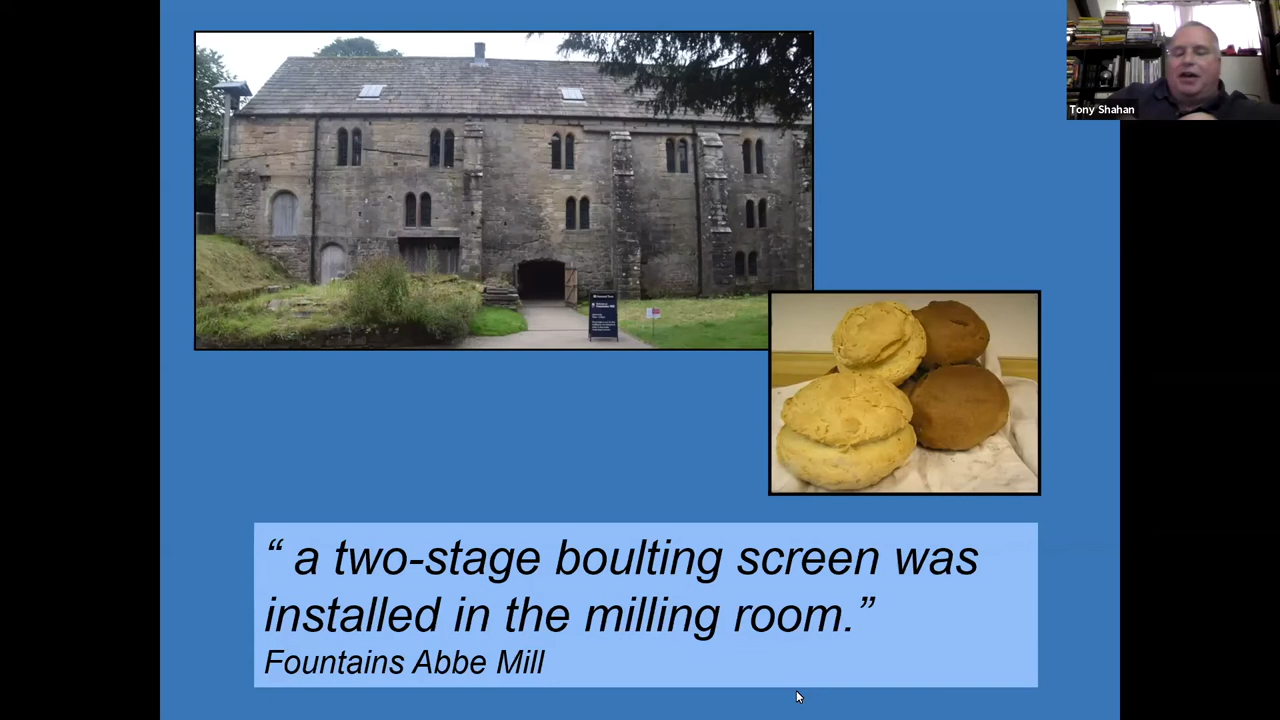 Tony Shahan
“ a two-stage boulting screen was
installed in the milling room.”
Fountains Abbe Mill